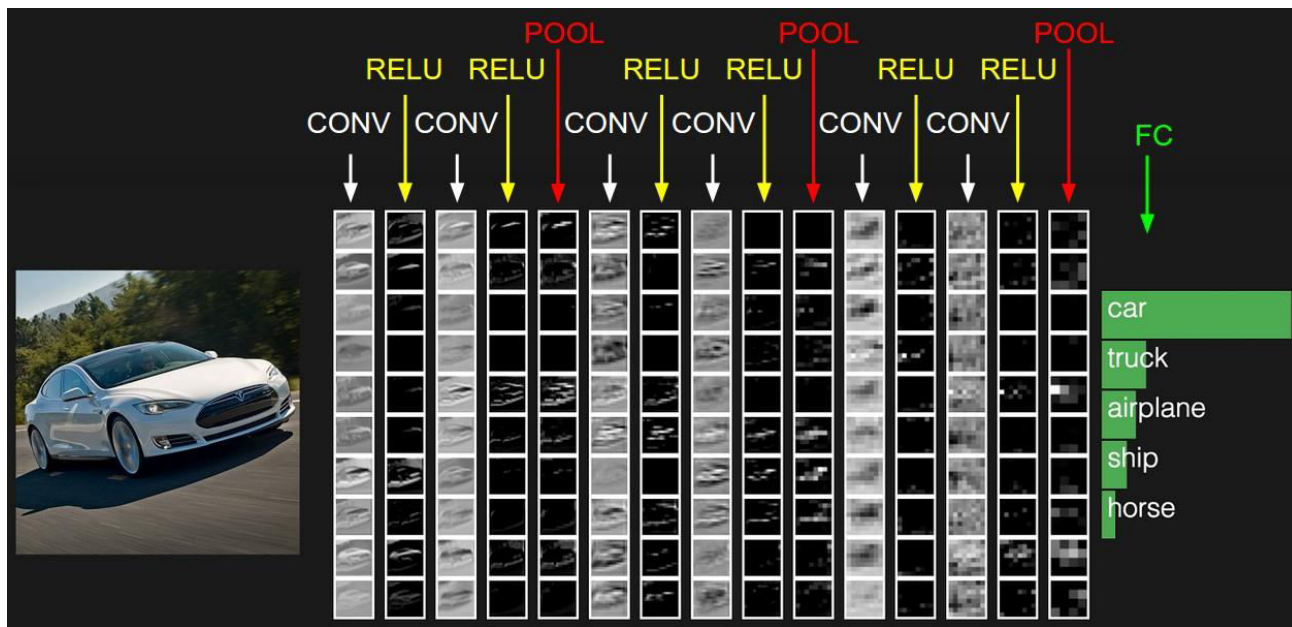 POOL POOL POOL
RELU RELU RELU RELU RELU RELU
CONV CONV CONV CONV CONV CONV
FC
car
truck
airplane
ship
horse